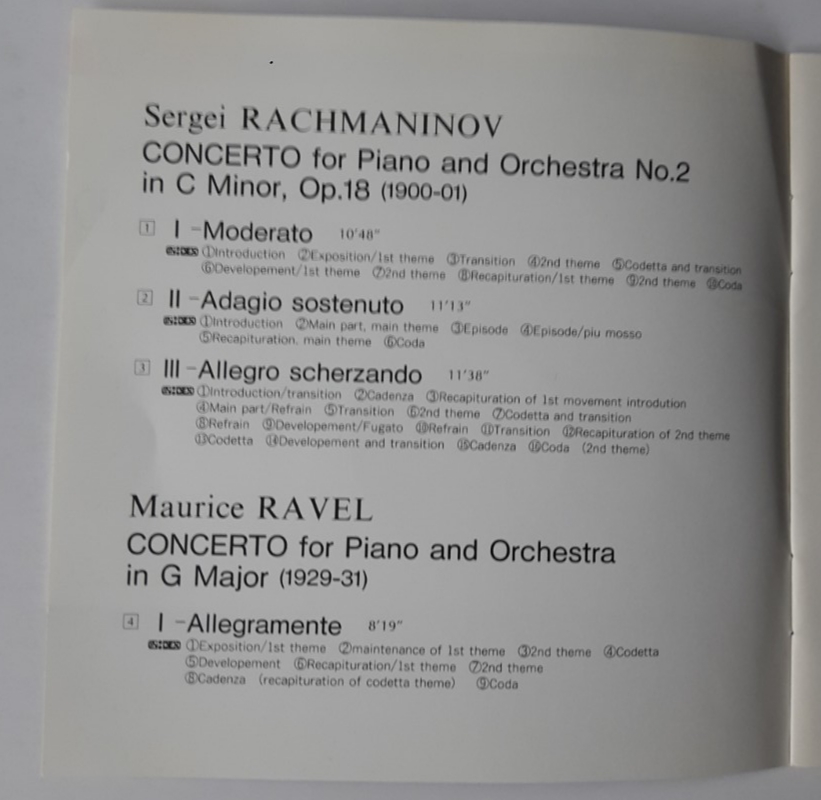 Sergei RACHMANINOV
CONCERTO for Piano and Orchestra No.2
in C Minor, Op.18 (1900-01)
1 I -Moderato 10'48"
INDEX ①Introduction ②Exposition/1st theme ③Transition ④2nd theme ⑤Codetta and transition
⑥Developement/1st theme ⑦2nd theme ⑧Recapituration/1st theme ⑨2nd theme ⑩Coda
2 II -Adagio sostenuto 11'13"
INDEX ①Introduction ②Main part, main theme ③Episode ④Episode/piu mosso
⑤Recapituration, main theme ⑥Coda
3 III -Allegro scherzando 11'38"
INDEX ①Introduction/transition ②Cadenza ③Recapituration of 1st movement introdution
④Main part/Refrain ⑤Transition ⑥2nd theme ⑦Codetta and transition
⑧Refrain ⑨Developement/Fugato ⑩Refrain ⑪Transition ⑫Recapituration of 2nd theme
⑬Codetta ⑭Developement and transition ⑮Cadenza ⑯Coda (2nd theme)
Maurice RAVEL
CONCERTO for Piano and Orchestra
in G Major (1929-31)
4 I -Allegramente 8'19"
INDEX ①Exposition/1st theme ②maintenance of 1st theme ③2nd theme ④Codetta
⑤Developement ⑥Recapituration/1st theme ⑦2nd theme
⑧Cadenza (recapituration of codetta theme) ⑨Coda